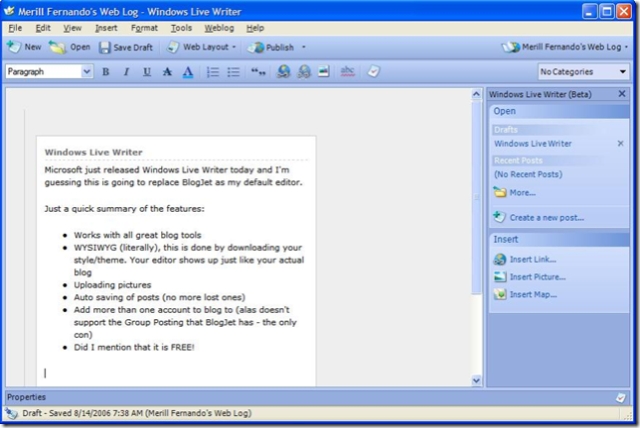 Merill Fernando's Web Log - Windows Live Writer
File Edit View Insert Format Tools Weblog Help
New Open Save Draft Web Layout Publish Merill Fernando's Web Log
Paragraph B I U A A “” abc No Categories
Windows Live Writer (Beta)
Open
Drafts
Windows Live Writer
Recent Posts
(No Recent Posts)
More...
Create a new post...
Insert
Insert Link...
Insert Picture...
Insert Map...
Windows Live Writer
Microsoft just released Windows Live Writer today and I'm
guessing this is going to replace BlogJet as my default editor.
Just a quick summary of the features:
Works with all great blog tools
WYSIWYG (literally), this is done by downloading your
style/theme. Your editor shows up just like your actual
blog
Uploading pictures
Auto saving of posts (no more lost ones)
Add more than one account to blog to (alas doesn't
support the Group Posting that BlogJet has - the only
con)
Did I mention that it is FREE!
Properties
Draft - Saved 8/14/2006 7:38 AM (Merill Fernando's Web Log)